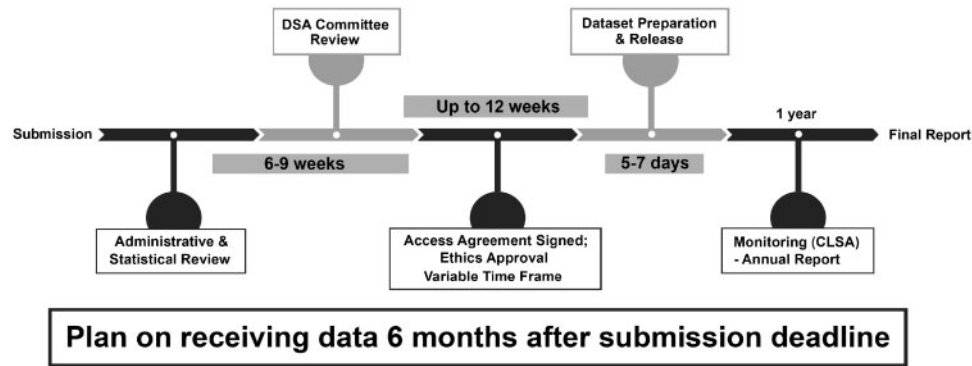 DSA Committee
Review
Dataset Preparation
& Release
Up to 12 weeks
1 year
Submission
Final Report
6-9 weeks
5-7 days
Administrative &
Statistical Review
Access Agreement Signed;
Ethics Approval
Variable Time Frame
Monitoring (CLSA)
- Annual Report
Plan on receiving data 6 months after submission deadline